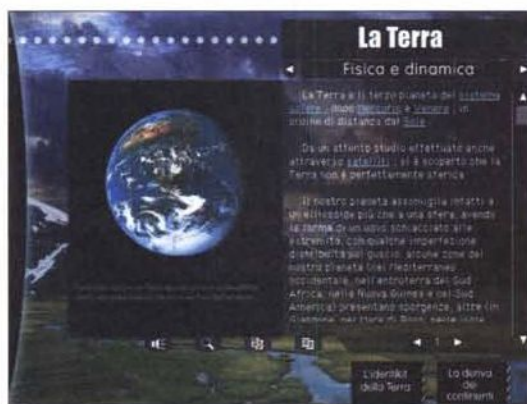 La Terra
Fisica e dinamica
La Terra è il terzo pianeta del sistema
solare, dopo Mercurio e Venere, in
ordine di distanza dal Sole.
Da un attento studio effettuato anche
attraverso satelliti, si è scoperto che la
Terra non è perfettamente sferica.
Il nostro pianeta assomiglia infatti a
un ellissoide più che a una sfera, avendo
la forma di un uovo schiacciato alle
estremità, con qualche imperfezione
distribuita sul guscio: alcune zone del
nostro pianeta (nel Mediterraneo
occidentale, nell'entroterra del Sud
Africa, nella Nuova Guinea e nel Sud
America) presentano sporgenze, altre (in
1
L'identikit
della Terra
La deriva
dei
continenti